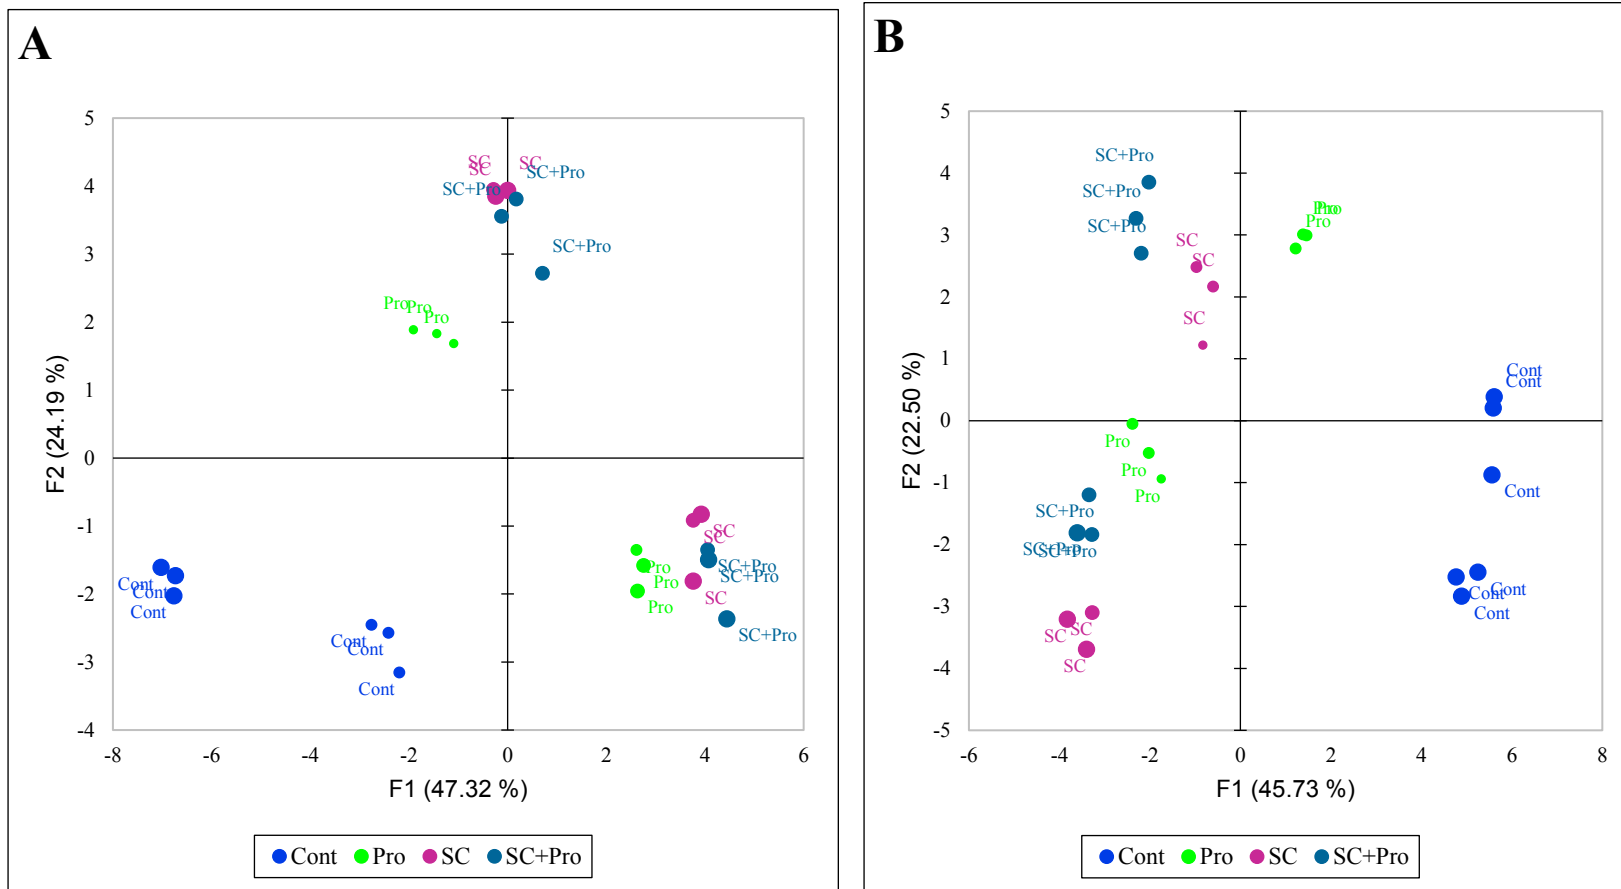 A
5
4
3
2
1
0
-1
-2
-3
-4
-8
-6
-4
-2
0
2
4
6
F2 (24.19 %)
F1 (47.32 %)
SC
SC
SC
SC+Pro
SC+Pro
SC+Pro
Pro
Pro
Pro
Cont
Cont
Cont
Cont
Cont
Cont
SC
SC
SC
Pro
Pro
Pro
SC+Pro
SC+Pro
SC+Pro
Cont Pro SC SC+Pro
B
5
4
3
2
1
0
-1
-2
-3
-4
-5
-6
-4
-2
0
2
4
6
8
F2 (22.50 %)
F1 (45.73 %)
SC+Pro
SC+Pro
SC+Pro
SC
SC
SC
Pro
Pro
Pro
Cont
Cont
Cont
Pro
Pro
Pro
SC+Pro
SC+Pro
SC+Pro
SC
SC
SC
Cont
Cont
Cont
Cont Pro SC SC+Pro